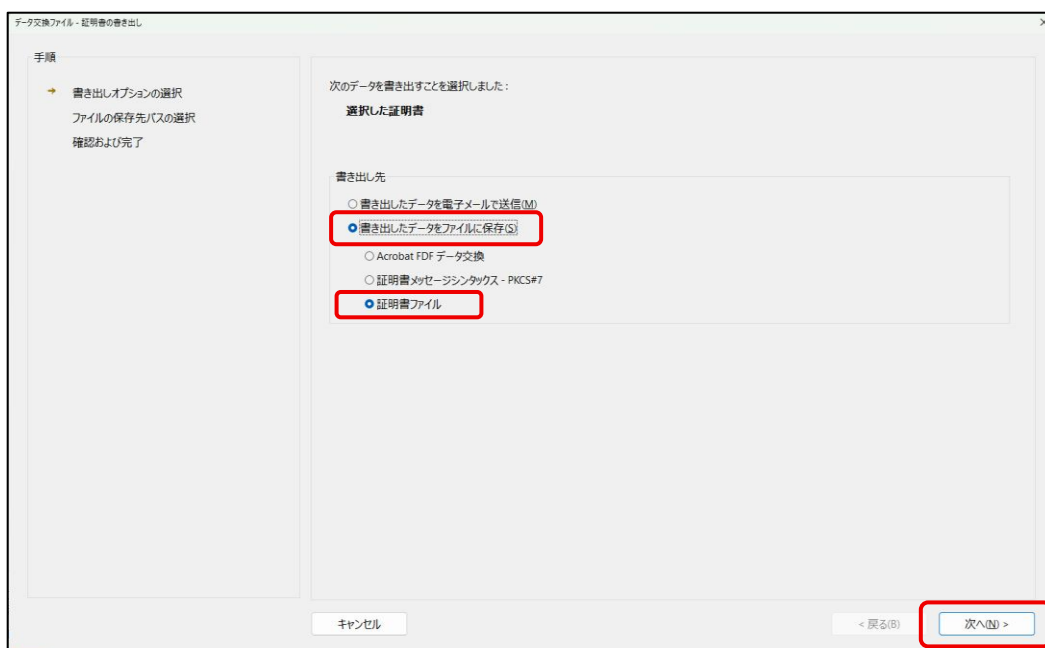 データ交換ファイル - 証明書の書き出し
手順
書き出しオプションの選択
ファイルの保存先パスの選択
確認および完了
次のデータを書き出すことを選択しました:
選択した証明書
書き出し先
書き出したデータを電子メールで送信(M)
書き出したデータをファイルに保存(S)
Acrobat FDF データ交換
証明書メッセージシンタックス - PKCS#7
証明書ファイル
キャンセル
< 戻る(B)
次へ(N) >